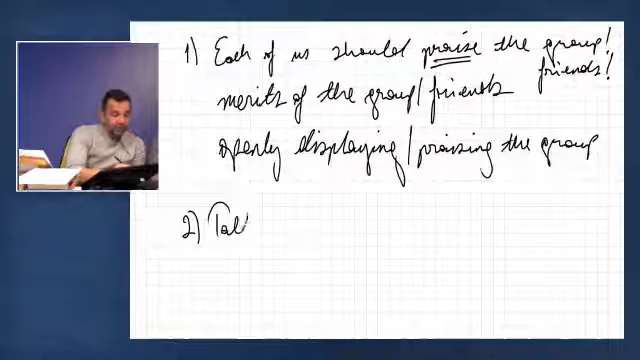 1) Each of us should praise the group!
friends!
merits of the group/friends
openly displaying/praising the group
2) Tal